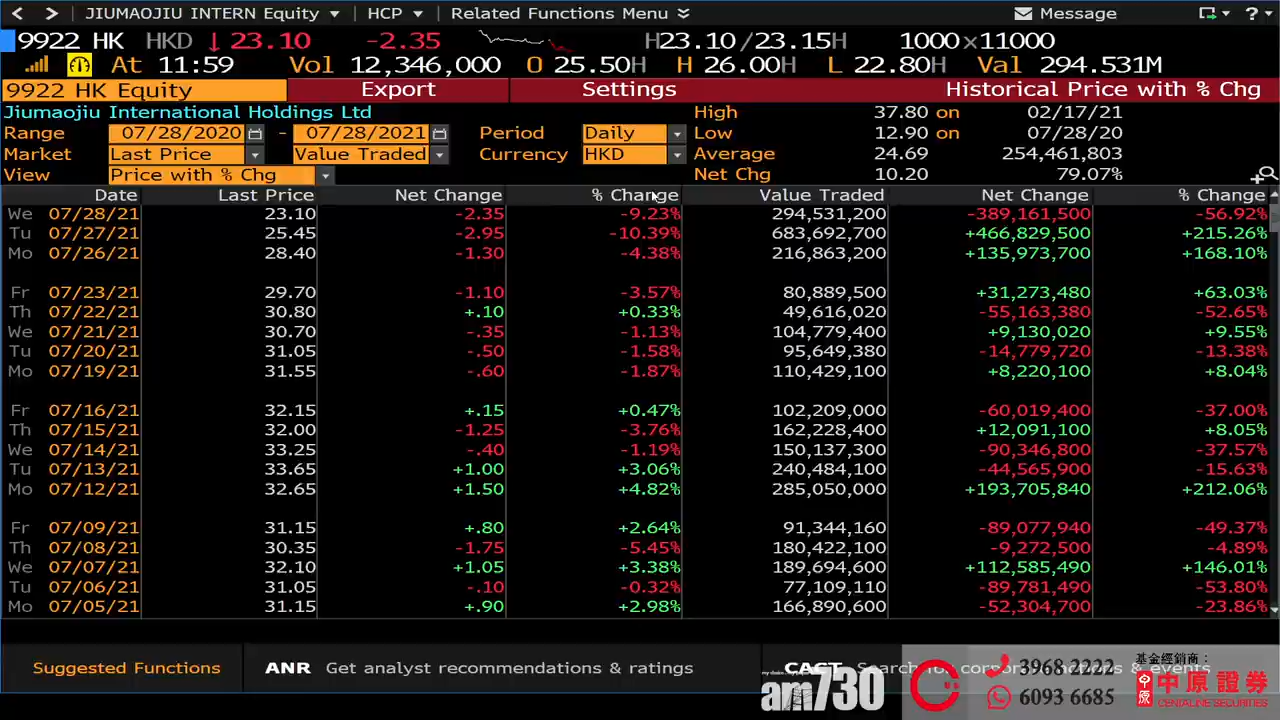 < > JIUMAOJIU INTERN Equity HCP Related Functions Menu Message ?
9922 HK HKD ↓ 23.10 -2.35 H23.10/23.15H 1000×11000
At 11:59 Vol 12,346,000 O 25.50H H 26.00H L 22.80H Val 294.531M
9922 HK Equity Export Settings Historical Price with % Chg
Jiumaojiu International Holdings Ltd High 37.80 on 02/17/21
Range 07/28/2020 - 07/28/2021 Period Daily Low 12.90 on 07/28/20
Market Last Price Value Traded Currency HKD Average 24.69 254,461,803
View Price with % Chg Net Chg 10.20 79.07%
Date Last Price Net Change % Change Value Traded Net Change % Change
We 07/28/21 23.10 -2.35 -9.23% 294,531,200 -389,161,500 -56.92%
Tu 07/27/21 25.45 -2.95 -10.39% 683,692,700 +466,829,500 +215.26%
Mo 07/26/21 28.40 -1.30 -4.38% 216,863,200 +135,973,700 +168.10%
Fr 07/23/21 29.70 -1.10 -3.57% 80,889,500 +31,273,480 +63.03%
Th 07/22/21 30.80 +.10 +0.33% 49,616,020 -55,163,380 -52.65%
We 07/21/21 30.70 -.35 -1.13% 104,779,400 +9,130,020 +9.55%
Tu 07/20/21 31.05 -.50 -1.58% 95,649,380 -14,779,720 -13.38%
Mo 07/19/21 31.55 -.60 -1.87% 110,429,100 +8,220,100 +8.04%
Fr 07/16/21 32.15 +.15 +0.47% 102,209,000 -60,019,400 -37.00%
Th 07/15/21 32.00 -1.25 -3.76% 162,228,400 +12,091,100 +8.05%
We 07/14/21 33.25 -.40 -1.19% 150,137,300 -90,346,800 -37.57%
Tu 07/13/21 33.65 +1.00 +3.06% 240,484,100 -44,565,900 -15.63%
Mo 07/12/21 32.65 +1.50 +4.82% 285,050,000 +193,705,840 +212.06%
Fr 07/09/21 31.15 +.80 +2.64% 91,344,160 -89,077,940 -49.37%
Th 07/08/21 30.35 -1.75 -5.45% 180,422,100 -9,272,500 -4.89%
We 07/07/21 32.10 +1.05 +3.38% 189,694,600 +112,585,490 +146.01%
Tu 07/06/21 31.05 -.10 -0.32% 77,109,110 -89,781,490 -53.80%
Mo 07/05/21 31.15 +.90 +2.98% 166,890,600 -52,304,700 -23.86%
Suggested Functions ANR Get analyst recommendations & ratings CACT Search for corporate actions & events
am730
3968 2222
6093 6685
基金經銷商：
中原證券
CENTALINE SECURITIES